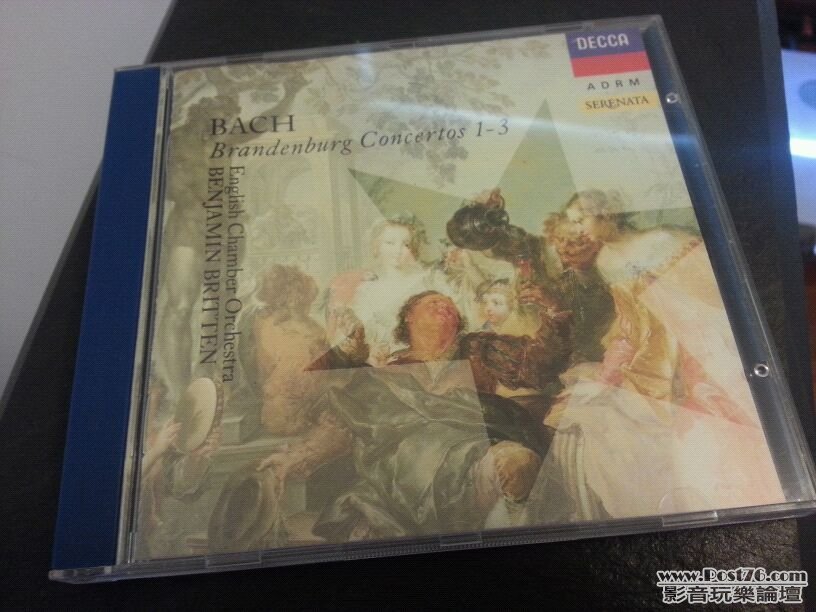 DECCA
ADRM
SERENATA
BACH
Brandenburg Concertos 1-3
English Chamber Orchestra
BENJAMIN BRITTEN
www.Post76.com
影音玩樂論壇